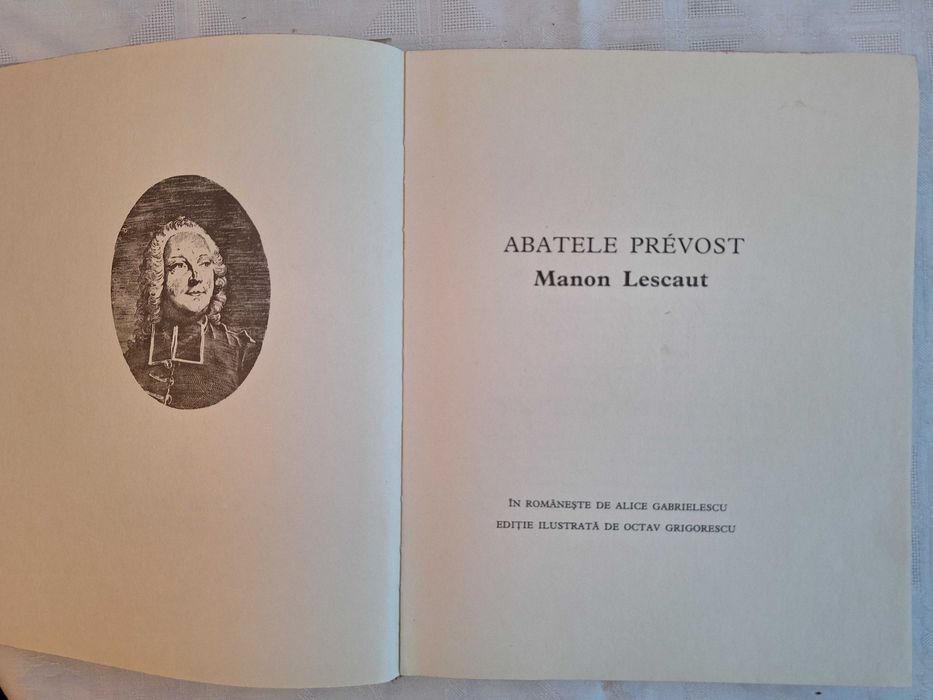 ABATELE PRÉVOST
Manon Lescaut
ÎN ROMÂNEȘTE DE ALICE GABRIELESCU
EDIȚIE ILUSTRATĂ DE OCTAV GRIGORESCU